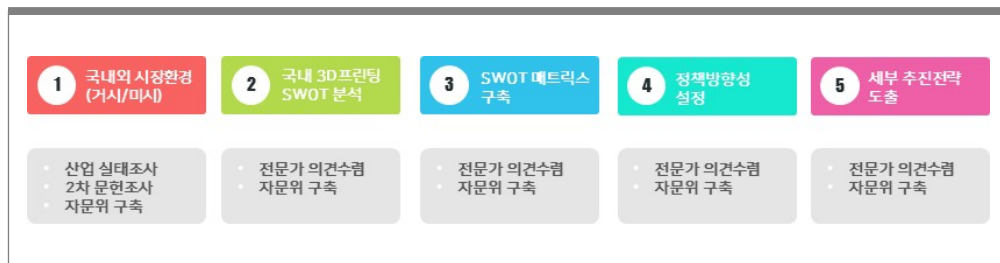 1
국내외 시장환경
(거시/미시)
2
국내 3D프린팅
SWOT 분석
3
SWOT 매트릭스
구축
4
정책방향성
설정
5
세부 추진전략
도출
산업 실태조사
2차 문헌조사
자문위 구축
전문가 의견수렴
자문위 구축
전문가 의견수렴
자문위 구축
전문가 의견수렴
자문위 구축
전문가 의견수렴
자문위 구축